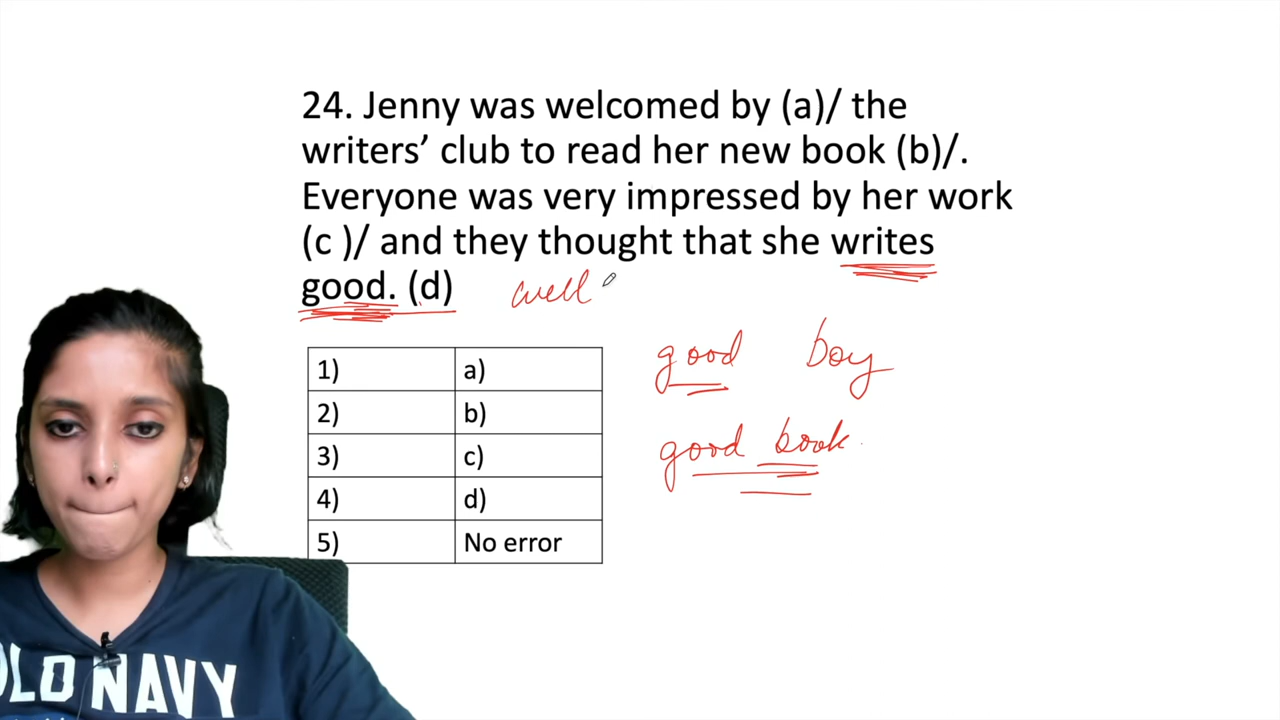 24. Jenny was welcomed by (a)/ the
writers’ club to read her new book (b)/.
Everyone was very impressed by her work
(c )/ and they thought that she writes
good. (d)
well
good boy
good book.
1) a)
2) b)
3) c)
4) d)
5) No error
OLD NAVY